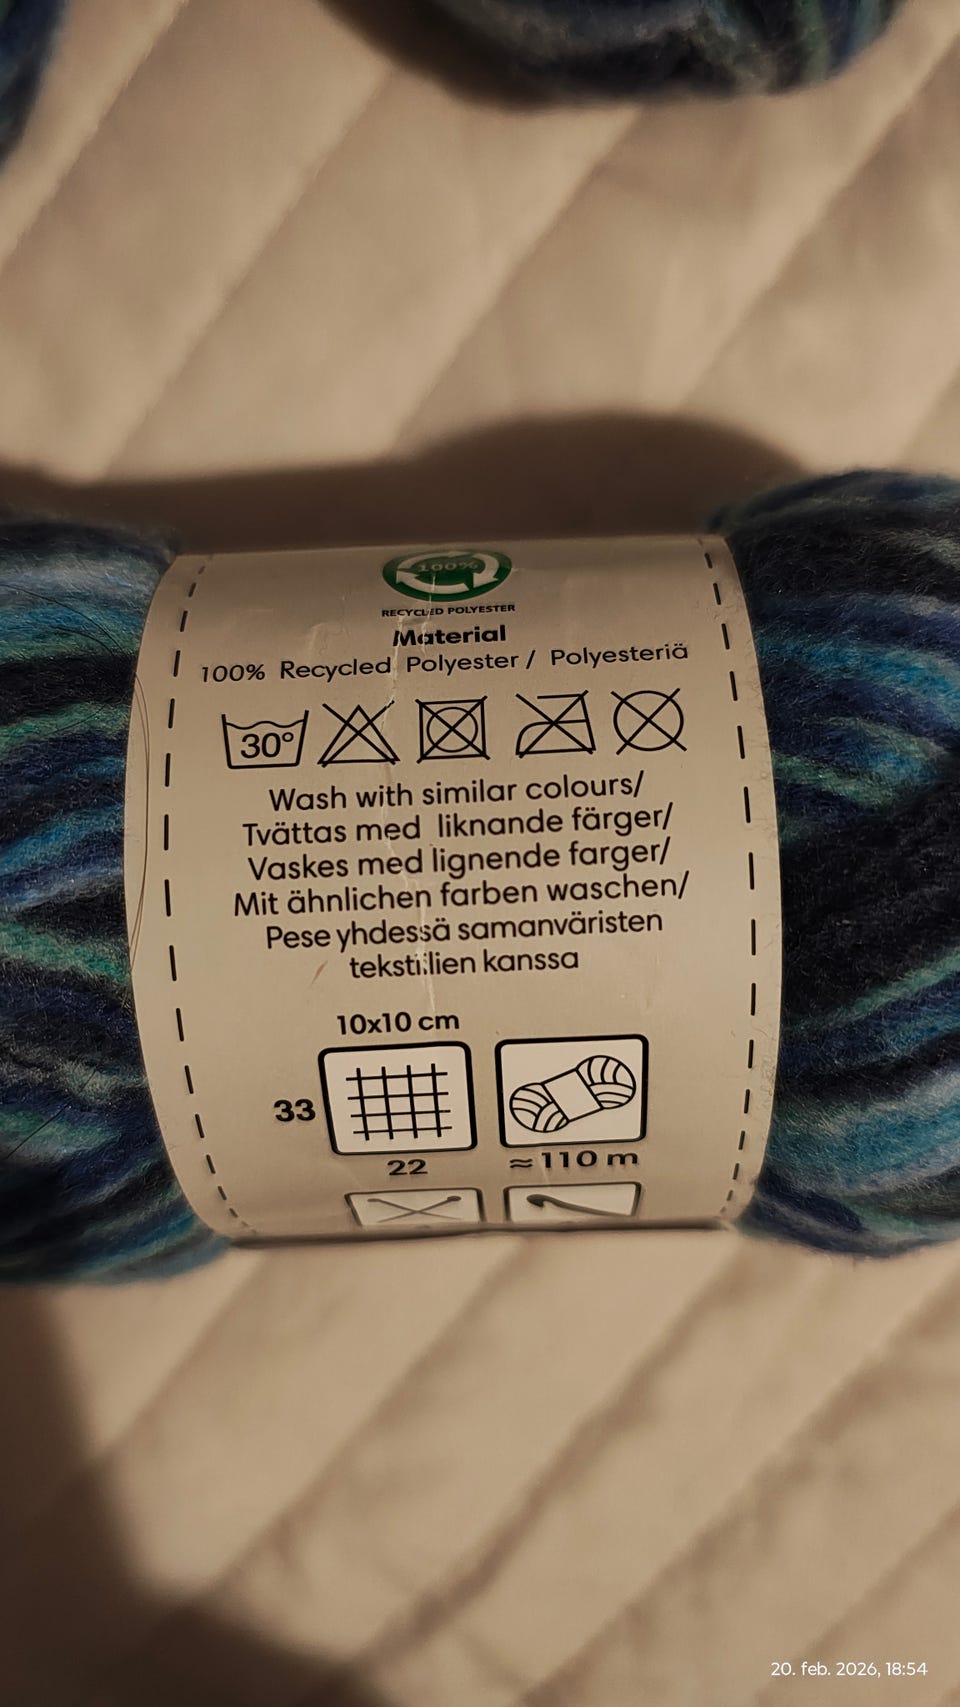 100%
RECYCLED POLYESTER
Material
100% Recycled Polyester / Polyesteriä
30°
Wash with similar colours/
Tvättas med liknande färger/
Vaskes med lignende farger/
Mit ähnlichen farben waschen/
Pese yhdessä samanväristen
tekstiilien kanssa
10x10 cm
33
22
≈110 m
20. feb. 2026, 18:54